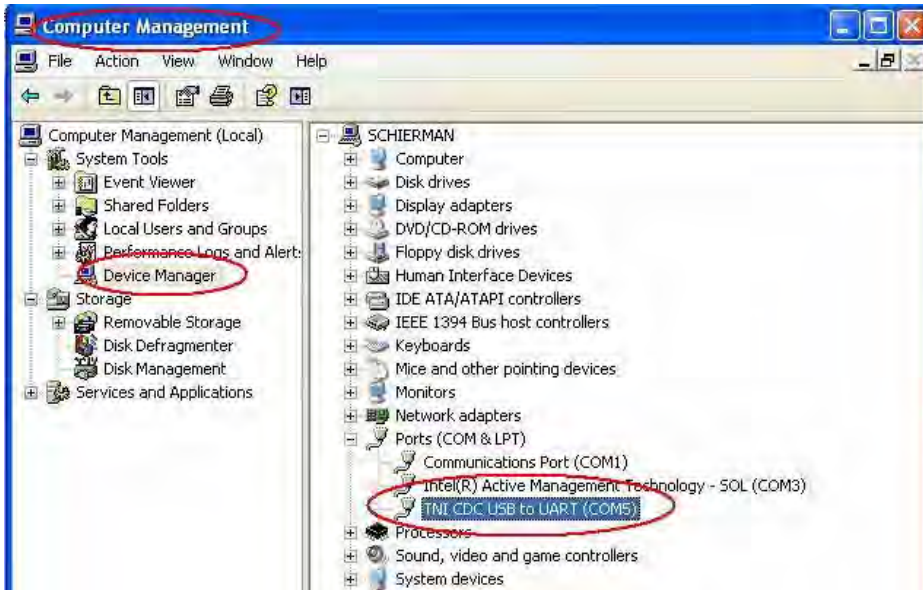 Computer Management
File Action View Window Help
Computer Management (Local)
System Tools
Event Viewer
Shared Folders
Local Users and Groups
Performance Logs and Alert
Device Manager
Storage
Removable Storage
Disk Defragmenter
Disk Management
Services and Applications
SCHIERMAN
Computer
Disk drives
Display adapters
DVD/CD-ROM drives
Floppy disk drives
Human Interface Devices
IDE ATA/ATAPI controllers
IEEE 1394 Bus host controllers
Keyboards
Mice and other pointing devices
Monitors
Network adapters
Ports (COM & LPT)
Communications Port (COM1)
Intel(R) Active Management Technology - SOL (COM3)
TNI CDC USB to UART (COM5)
Processors
Sound, video and game controllers
System devices